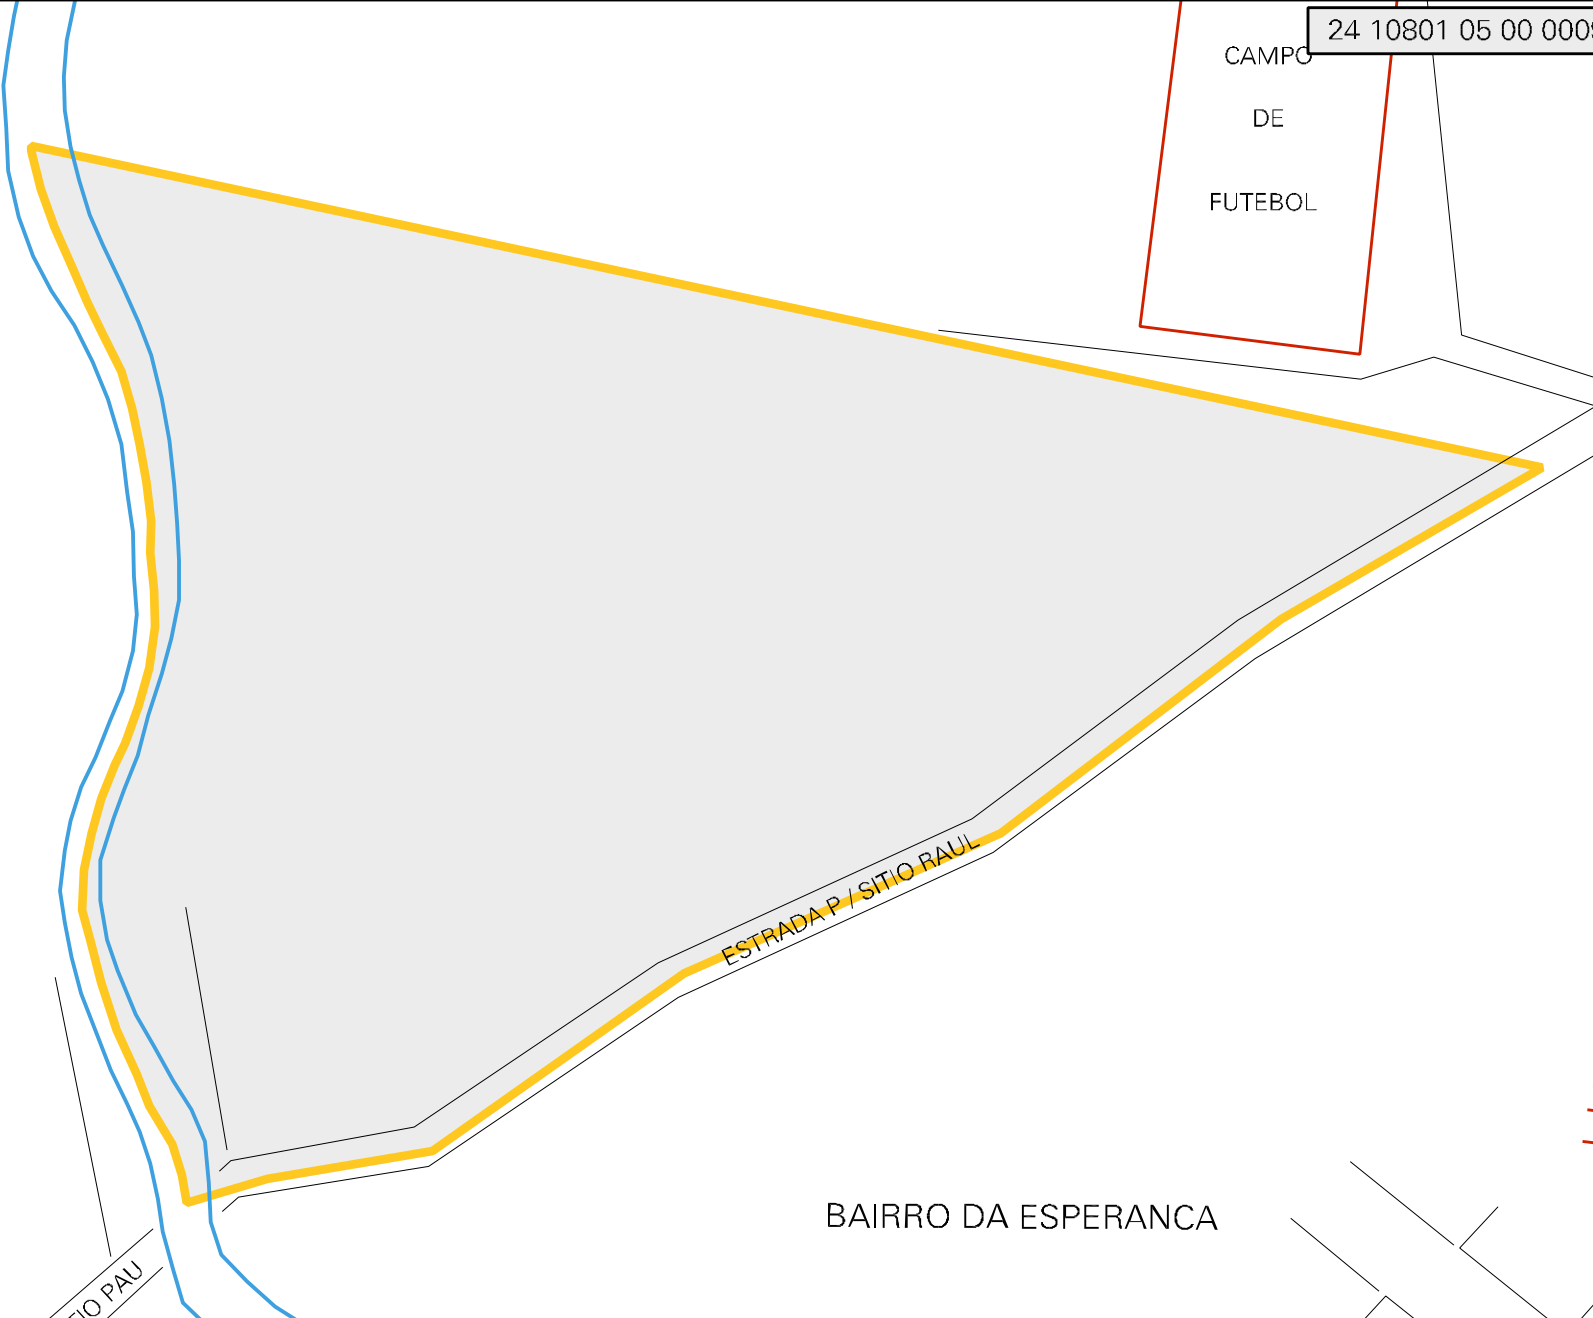 24 10801 05 00 000
CAMPO
DE
FUTEBOL
ESTRADA P / SITIO RAUL
BAIRRO DA ESPERANCA
TIO PAU